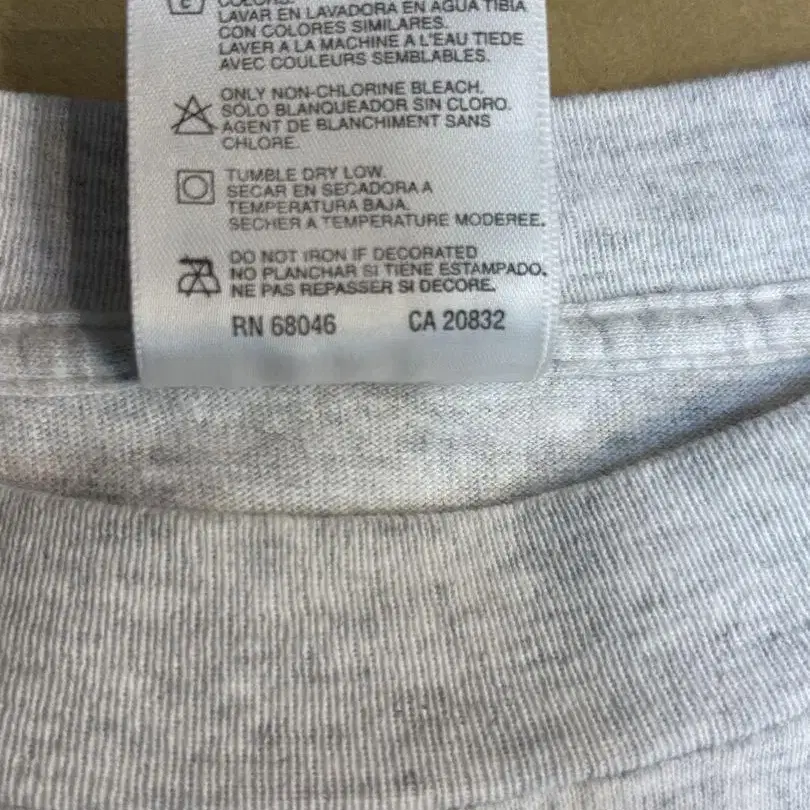 COLORS.
LAVAR EN LAVADORA EN AGUA TIBIA
CON COLORES SIMILARES.
LAVER A LA MACHINE A L'EAU TIEDE
AVEC COULEURS SEMBLABLES.
ONLY NON-CHLORINE BLEACH.
SOLO BLANQUEADOR SIN CLORO.
AGENT DE BLANCHIMENT SANS
CHLORE.
TUMBLE DRY LOW.
SECAR EN SECADORA A
TEMPERATURA BAJA.
SECHER A TEMPERATURE MODEREE.
DO NOT IRON IF DECORATED
NO PLANCHAR SI TIENE ESTAMPADO.
NE PAS REPASSER SI DECORE.
RN 68046 CA 20832